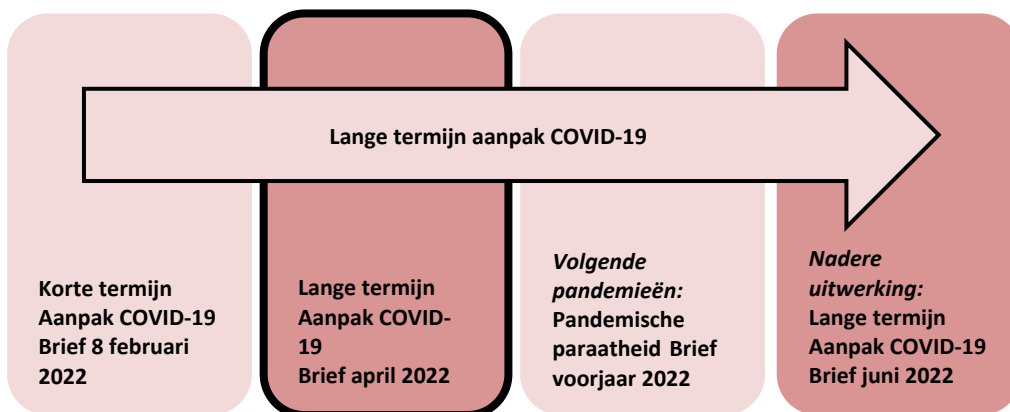 Lange termijn aanpak COVID-19
Korte termijn
Aanpak COVID-19
Brief 8 februari
2022
Lange termijn
Aanpak COVID-
19
Brief april 2022
Volgende
pandemieën:
Pandemische
paraatheid Brief
voorjaar 2022
Nadere
uitwerking:
Lange termijn
Aanpak COVID-19
Brief juni 2022